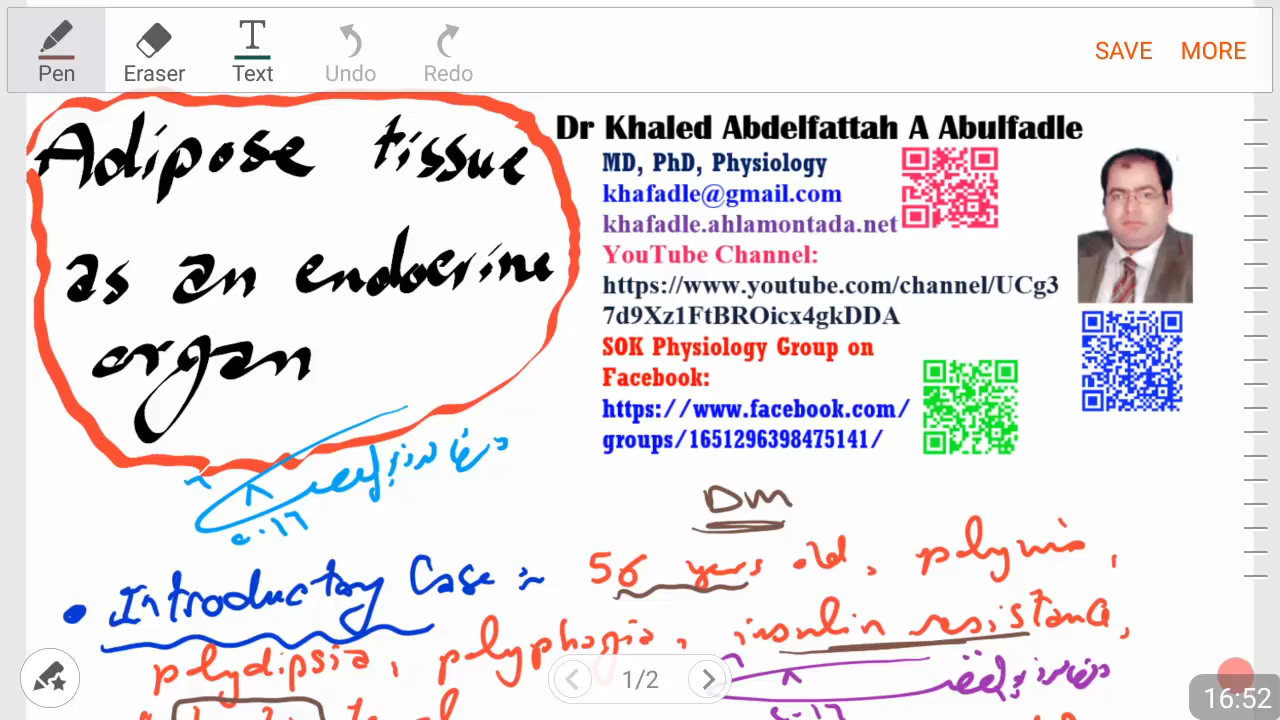 Pen
Eraser
Text
Undo
Redo
SAVE
MORE
Adipose tissue
as an endocrine
organ
Dr Khaled Abdelfattah A Abulfadle
MD, PhD, Physiology
khafadle@gmail.com
khafadle.ahlamontada.net
YouTube Channel:
https://www.youtube.com/channel/UCg3
7d9Xz1FtBROicx4gkDDA
SOK Physiology Group on
Facebook:
https://www.facebook.com/
groups/1651296398475141/
DM
• Introductory Case :- 56 years old, polyuria,
polydipsia, polyphagia, insulin resistance,
1/2
16:52